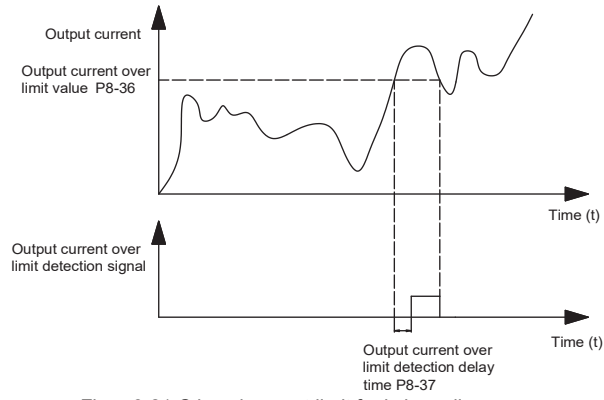 Output current
Output current over
limit value P8-36
Time (t)
Output current over
limit detection signal
Time (t)
Output current over
limit detection delay
time P8-37